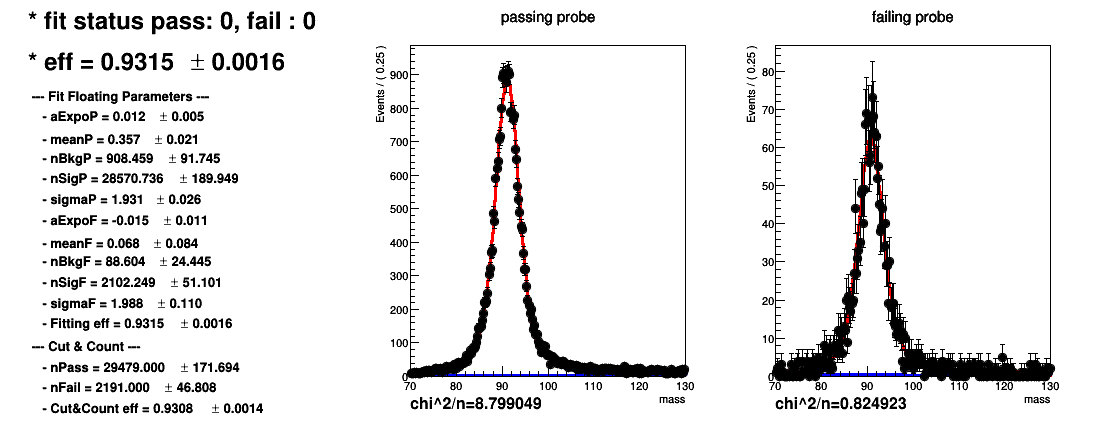 * fit status pass: 0, fail : 0
* eff = 0.9315 ± 0.0016
--- Fit Floating Parameters ---
- aExpoP = 0.012 ± 0.005
- meanP = 0.357 ± 0.021
- nBkgP = 908.459 ± 91.745
- nSigP = 28570.736 ± 189.949
- sigmaP = 1.931 ± 0.026
- aExpoF = -0.015 ± 0.011
- meanF = 0.068 ± 0.084
- nBkgF = 88.604 ± 24.445
- nSigF = 2102.249 ± 51.101
- sigmaF = 1.988 ± 0.110
- Fitting eff = 0.9315 ± 0.0016
--- Cut & Count ---
- nPass = 29479.000 ± 171.694
- nFail = 2191.000 ± 46.808
- Cut&Count eff = 0.9308 ± 0.0014
passing probe
Events / ( 0.25 )
900
800
700
600
500
400
300
200
100
0
70 80 90 100 110 120 130
mass
chi^2/n=8.799049
failing probe
Events / ( 0.25 )
80
70
60
50
40
30
20
10
0
70 80 90 100 110 120 130
mass
chi^2/n=0.824923